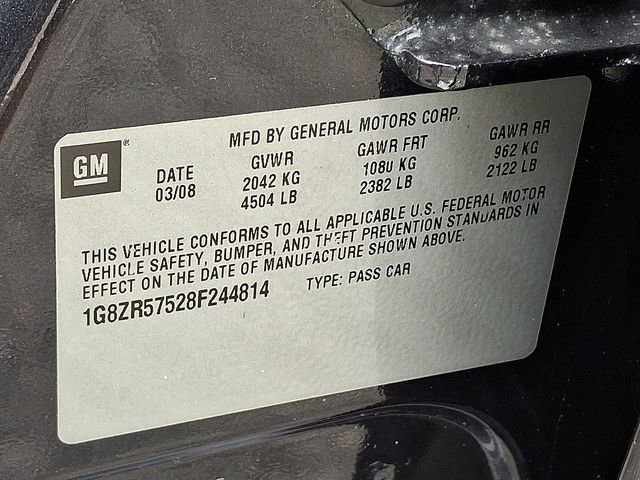 MFD BY GENERAL MOTORS CORP.
GM®
DATE GVWR GAWR FRT GAWR RR
03/08 2042 KG 1080 KG 962 KG
4504 LB 2382 LB 2122 LB
THIS VEHICLE CONFORMS TO ALL APPLICABLE U.S. FEDERAL MOTOR
VEHICLE SAFETY, BUMPER, AND THEFT PREVENTION STANDARDS IN
EFFECT ON THE DATE OF MANUFACTURE SHOWN ABOVE.
1G8ZR57528F244814 TYPE: PASS CAR